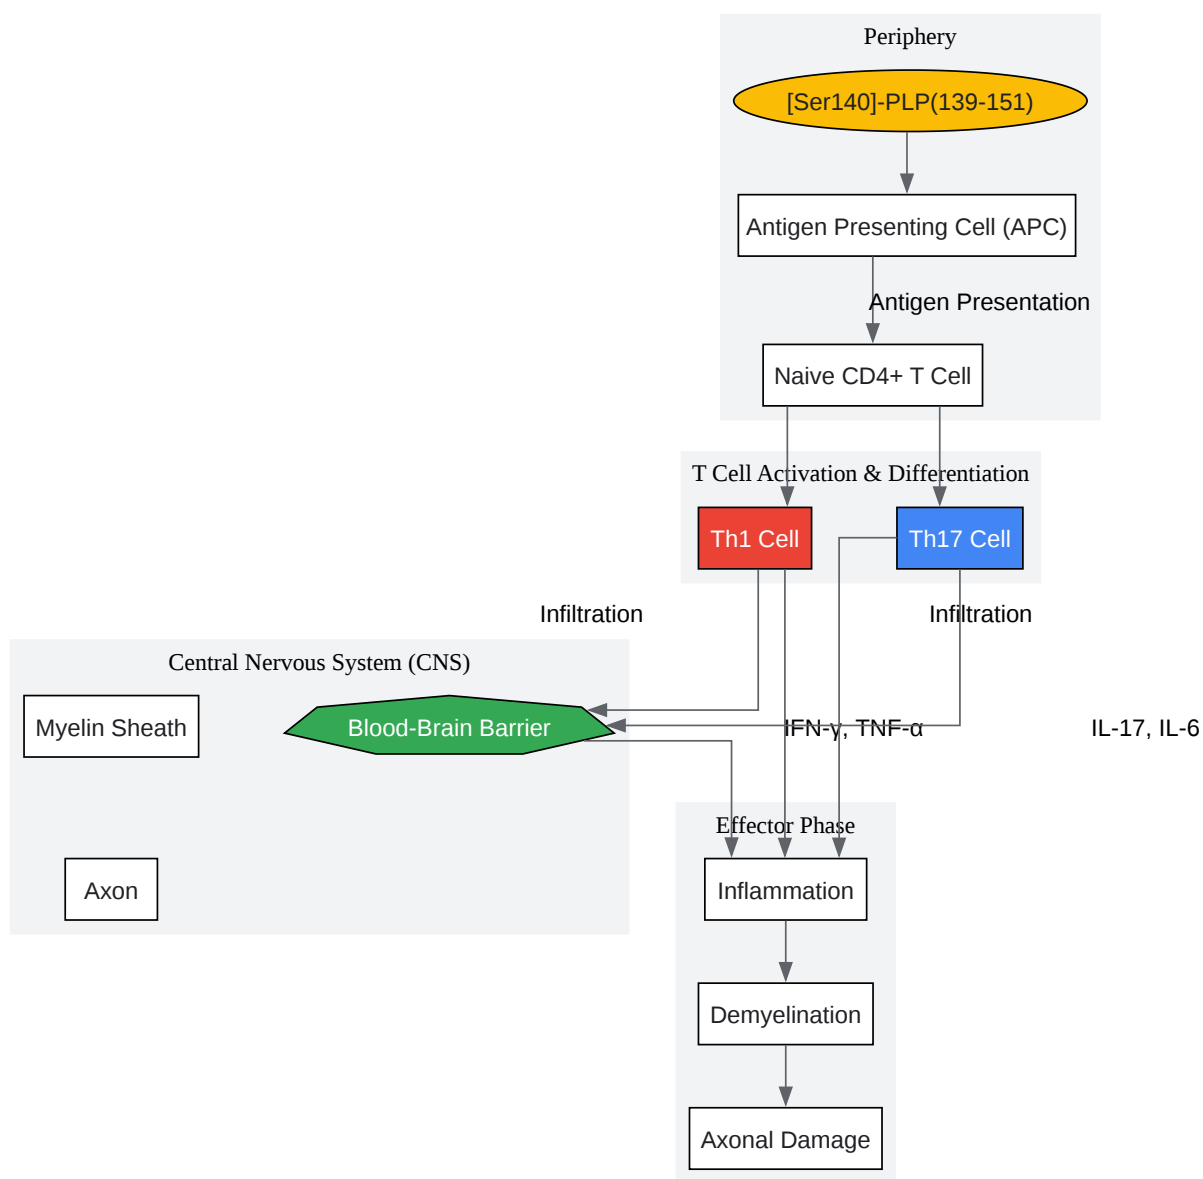 Periphery
[Ser140]-PLP(139-151)
Antigen Presenting Cell (APC)
Antigen Presentation
Naive CD4+ T Cell
T Cell Activation & Differentiation
Th1 Cell
Th17 Cell
Infiltration
Infiltration
Central Nervous System (CNS)
Myelin Sheath
Blood-Brain Barrier
IFN-γ, TNF-α
IL-17, IL-6
Effector Phase
Axon
Inflammation
Demyelination
Axonal Damage